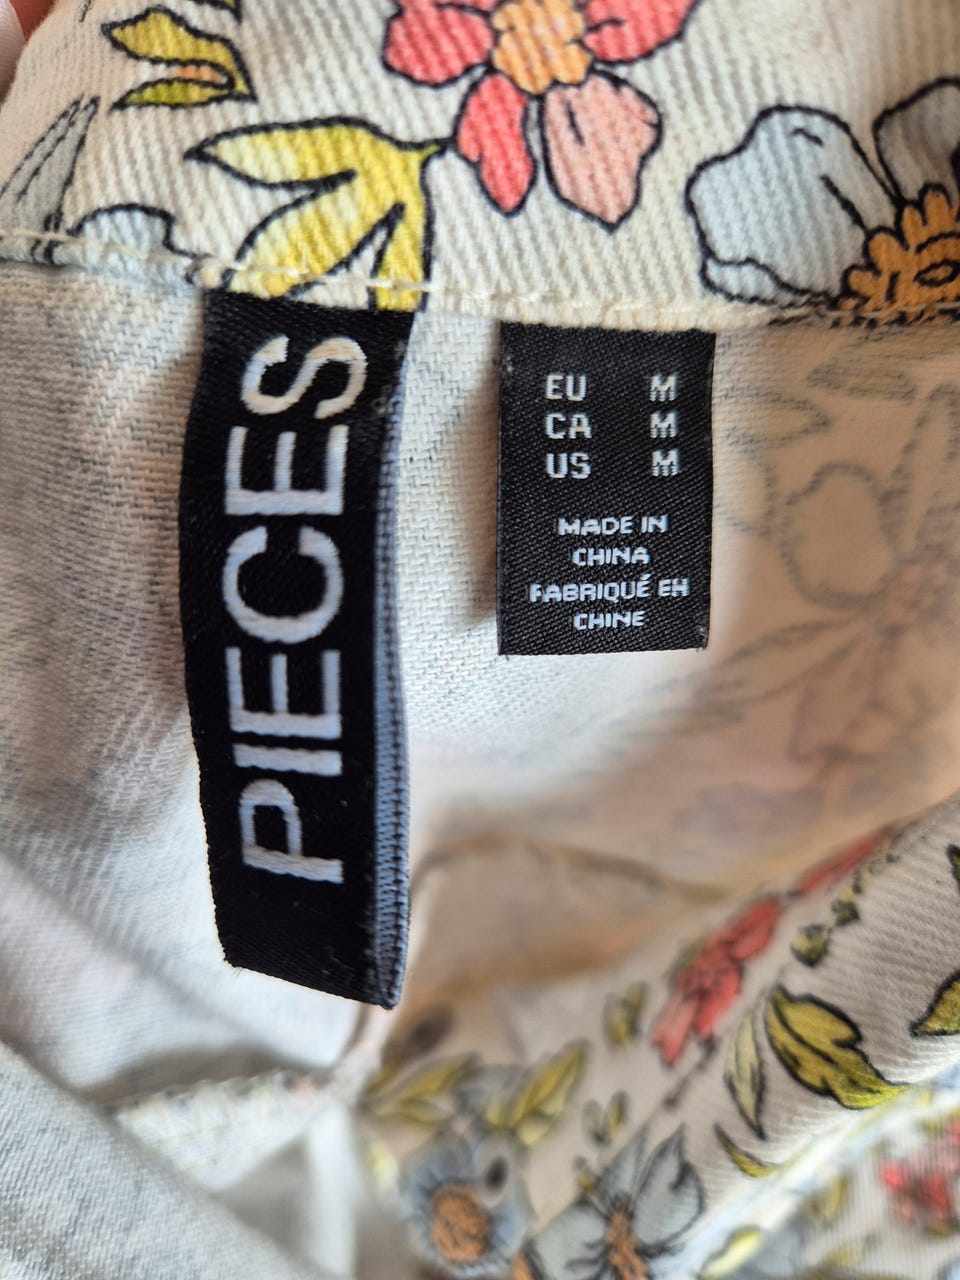 PIECES
EU M
CA M
US M
MADE IN
CHINA
FABRIQUÉ EN
CHINE